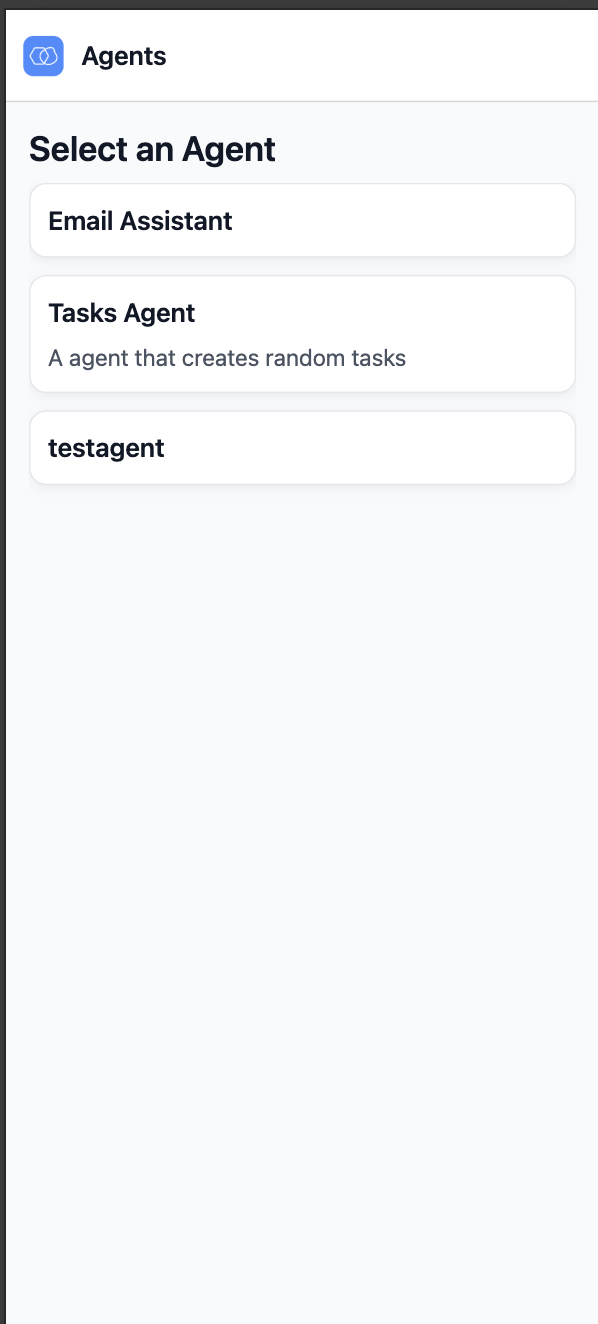 Agents
Select an Agent
Email Assistant
Tasks Agent
A agent that creates random tasks
testagent